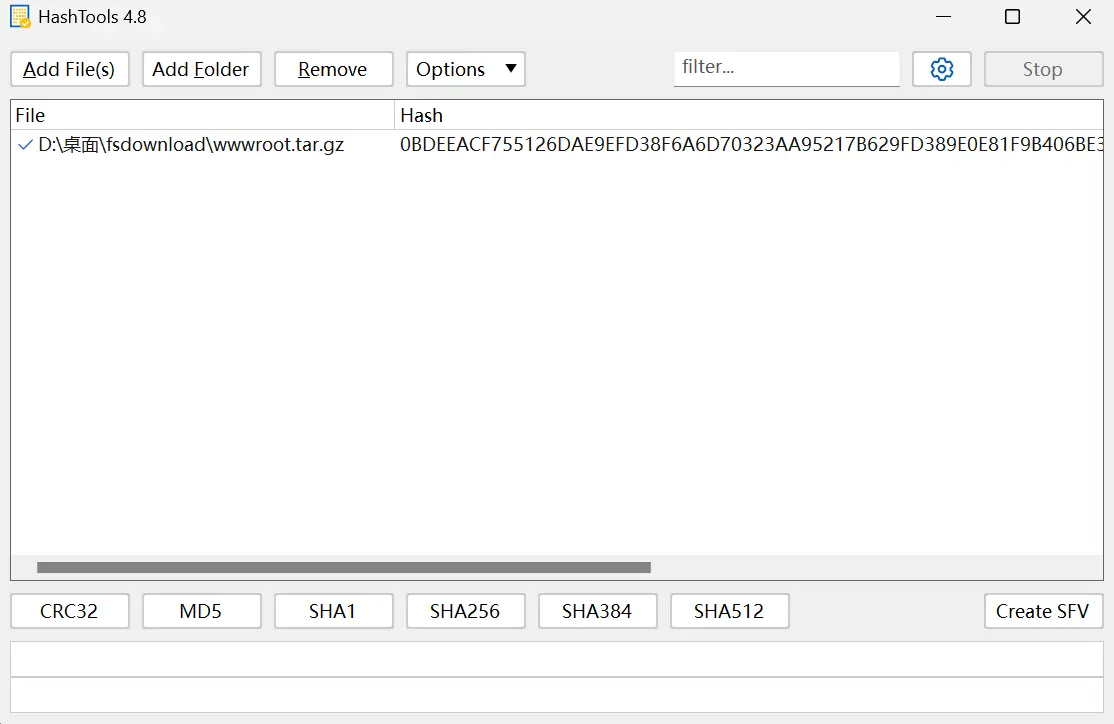 HashTools 4.8
Add File(s) Add Folder Remove Options filter... Stop
File Hash
D:\桌面\fsdownload\wwwroot.tar.gz 0BDEEACF755126DAE9EFD38F6A6D70323AA95217B629FD389E0E81F9B406BE3
CRC32 MD5 SHA1 SHA256 SHA384 SHA512 Create SFV